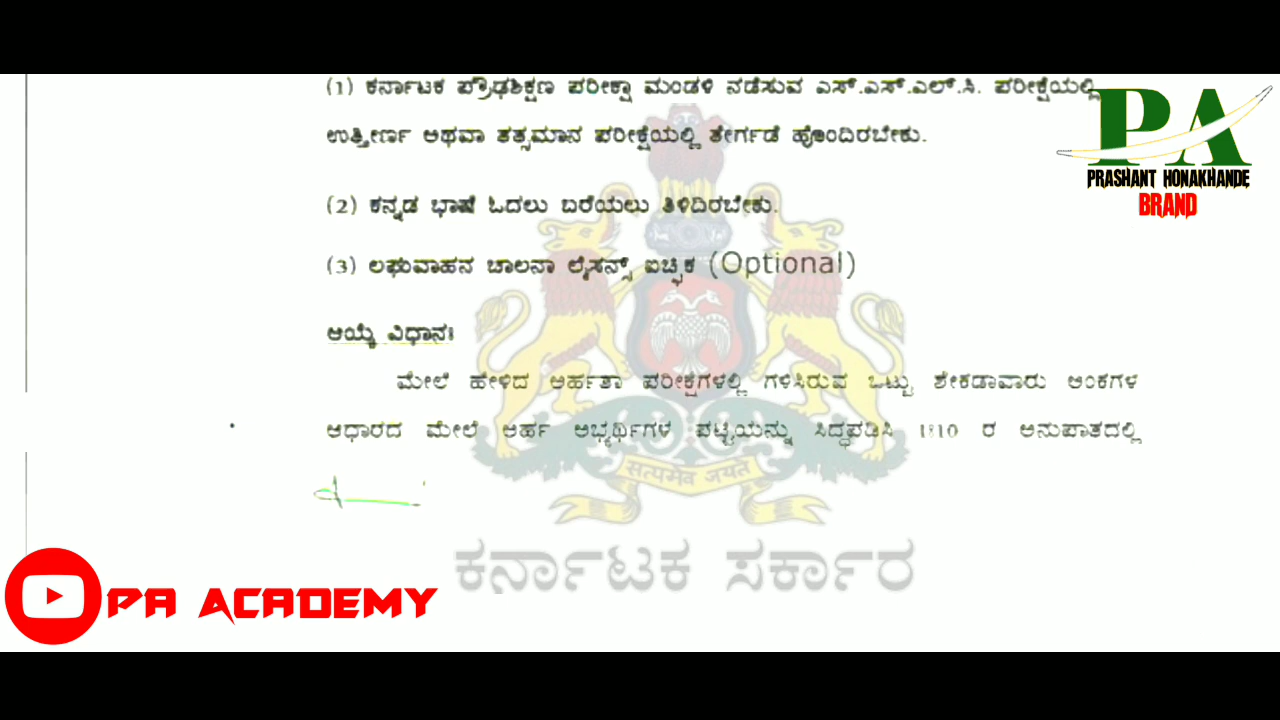 (1) ಕರ್ನಾಟಕ ಪ್ರೌಢಶಿಕ್ಷಣ ಪರೀಕ್ಷಾ ಮಂಡಳಿ ನಡೆಸುವ ಎಸ್.ಎಸ್.ಎಲ್.ಸಿ. ಪರೀಕ್ಷೆಯಲ್ಲಿ
ಉತ್ತೀರ್ಣ ಅಥವಾ ತತ್ಸಮಾನ ಪರೀಕ್ಷೆಯಲ್ಲಿ ತೇರ್ಗಡೆ ಹೊಂದಿರಬೇಕು.
PA
PRASHANT HONAKHANDE
BRAND
(2) ಕನ್ನಡ ಭಾಷೆ ಓದಲು ಬರೆಯಲು ತಿಳಿದಿರಬೇಕು.
(3) ಲಘುವಾಹನ ಚಾಲನಾ ಲೈಸನ್ಸ್ ಐಚ್ಛಿಕ (Optional)
ಆಯ್ಕೆ ವಿಧಾನಃ
ಮೇಲೆ ಹೇಳಿದ ಅರ್ಹತಾ ಪರೀಕ್ಷೆಗಳಲ್ಲಿ ಗಳಿಸಿರುವ ಒಟ್ಟು ಶೇಕಡಾವಾರು ಅಂಕಗಳ
ಆಧಾರದ ಮೇಲೆ ಅರ್ಹ ಅಭ್ಯರ್ಥಿಗಳ ಪಟ್ಟಿಯನ್ನು ಸಿದ್ಧಪಡಿಸಿ 1:10 ರ ಅನುಪಾತದಲ್ಲಿ
सत्यमेव जयते
ಕರ್ನಾಟಕ ಸರ್ಕಾರ
PA ACADEMY